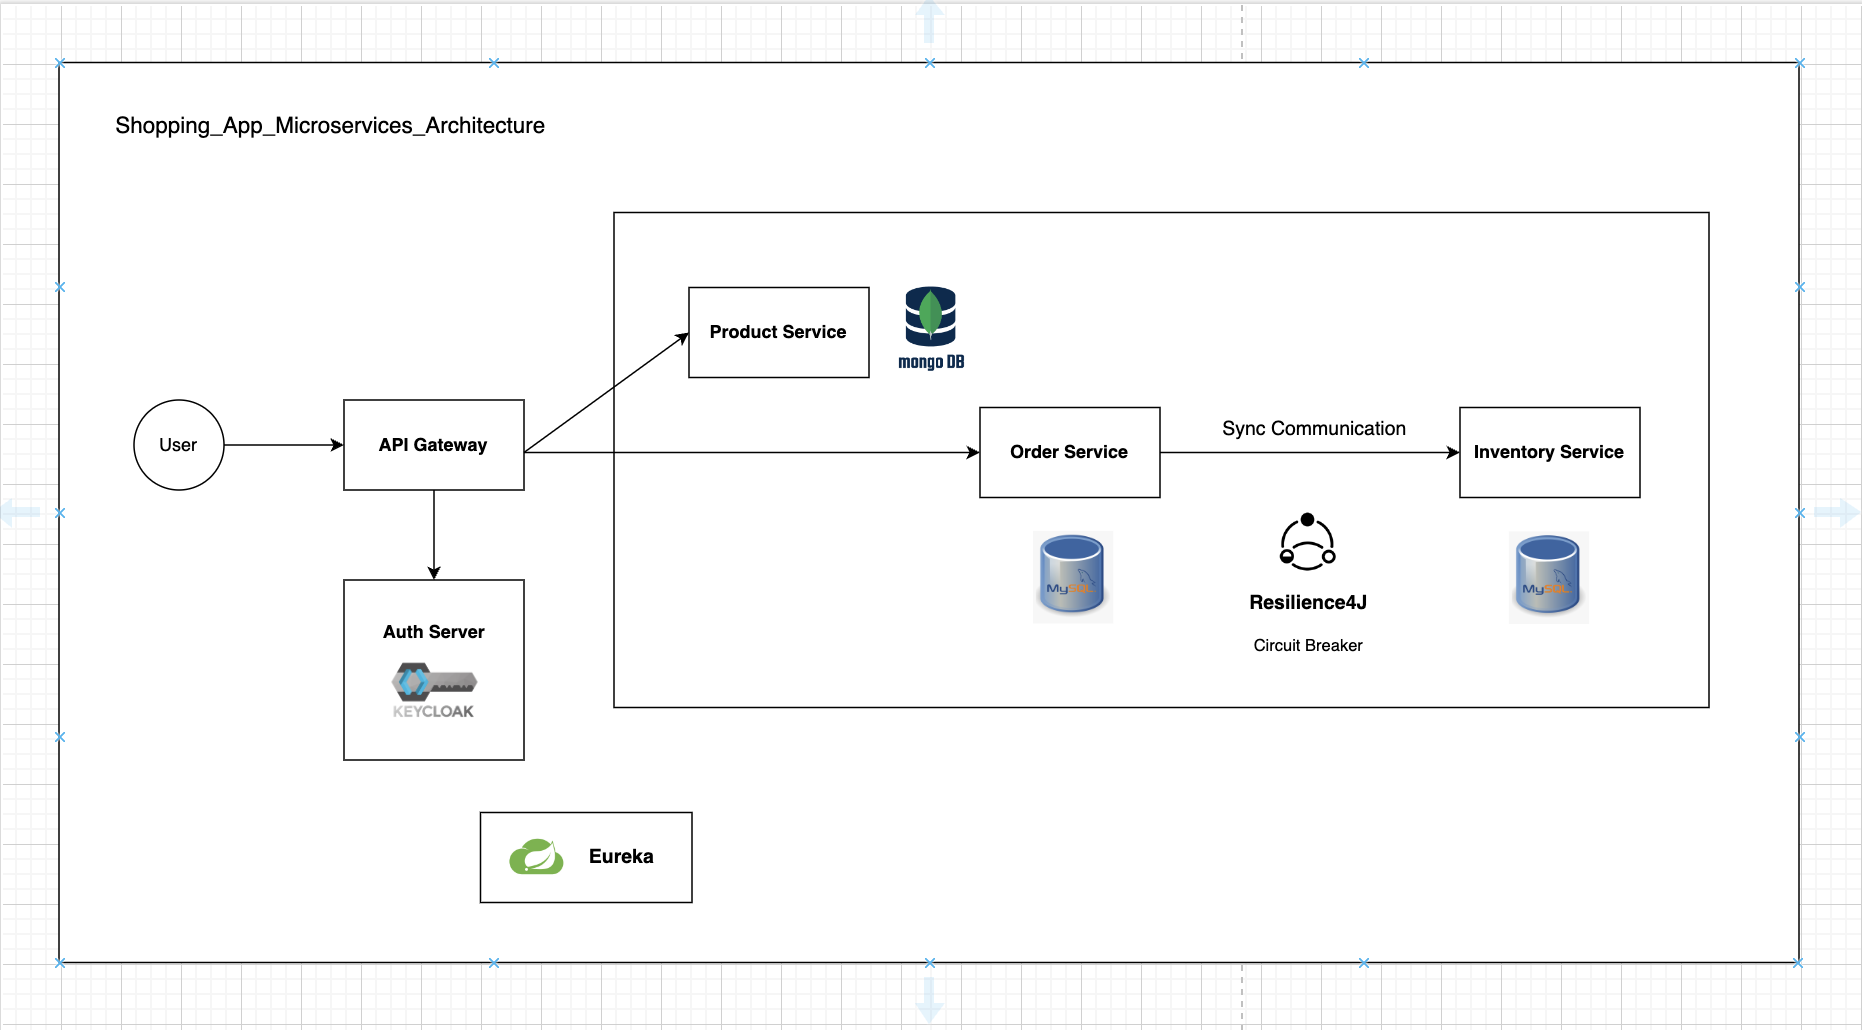 Shopping_App_Microservices_Architecture
Product Service
mongo DB
User
API Gateway
Sync Communication
Order Service
Inventory Service
MySQL
MySQL
Resilience4J
Circuit Breaker
Auth Server
KEYCLOAK
Eureka